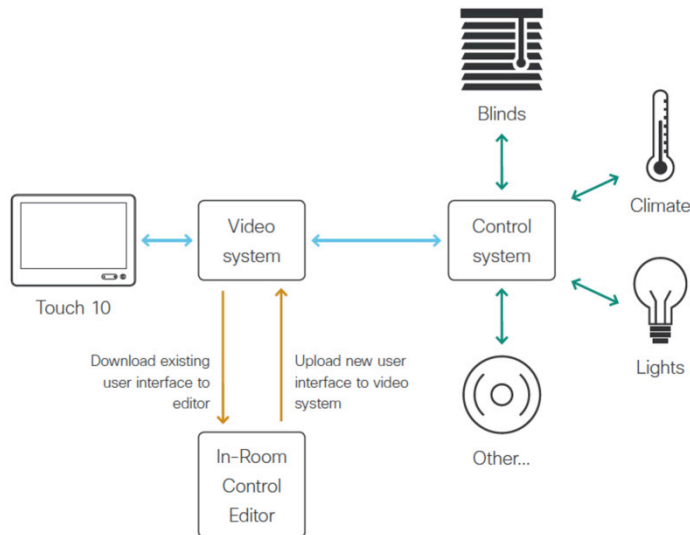 Blinds
Climate
Video
system
Control
system
Touch 10
Lights
Download existing
user interface to
editor
Upload new user
interface to video
system
In-Room
Control
Editor
Other...